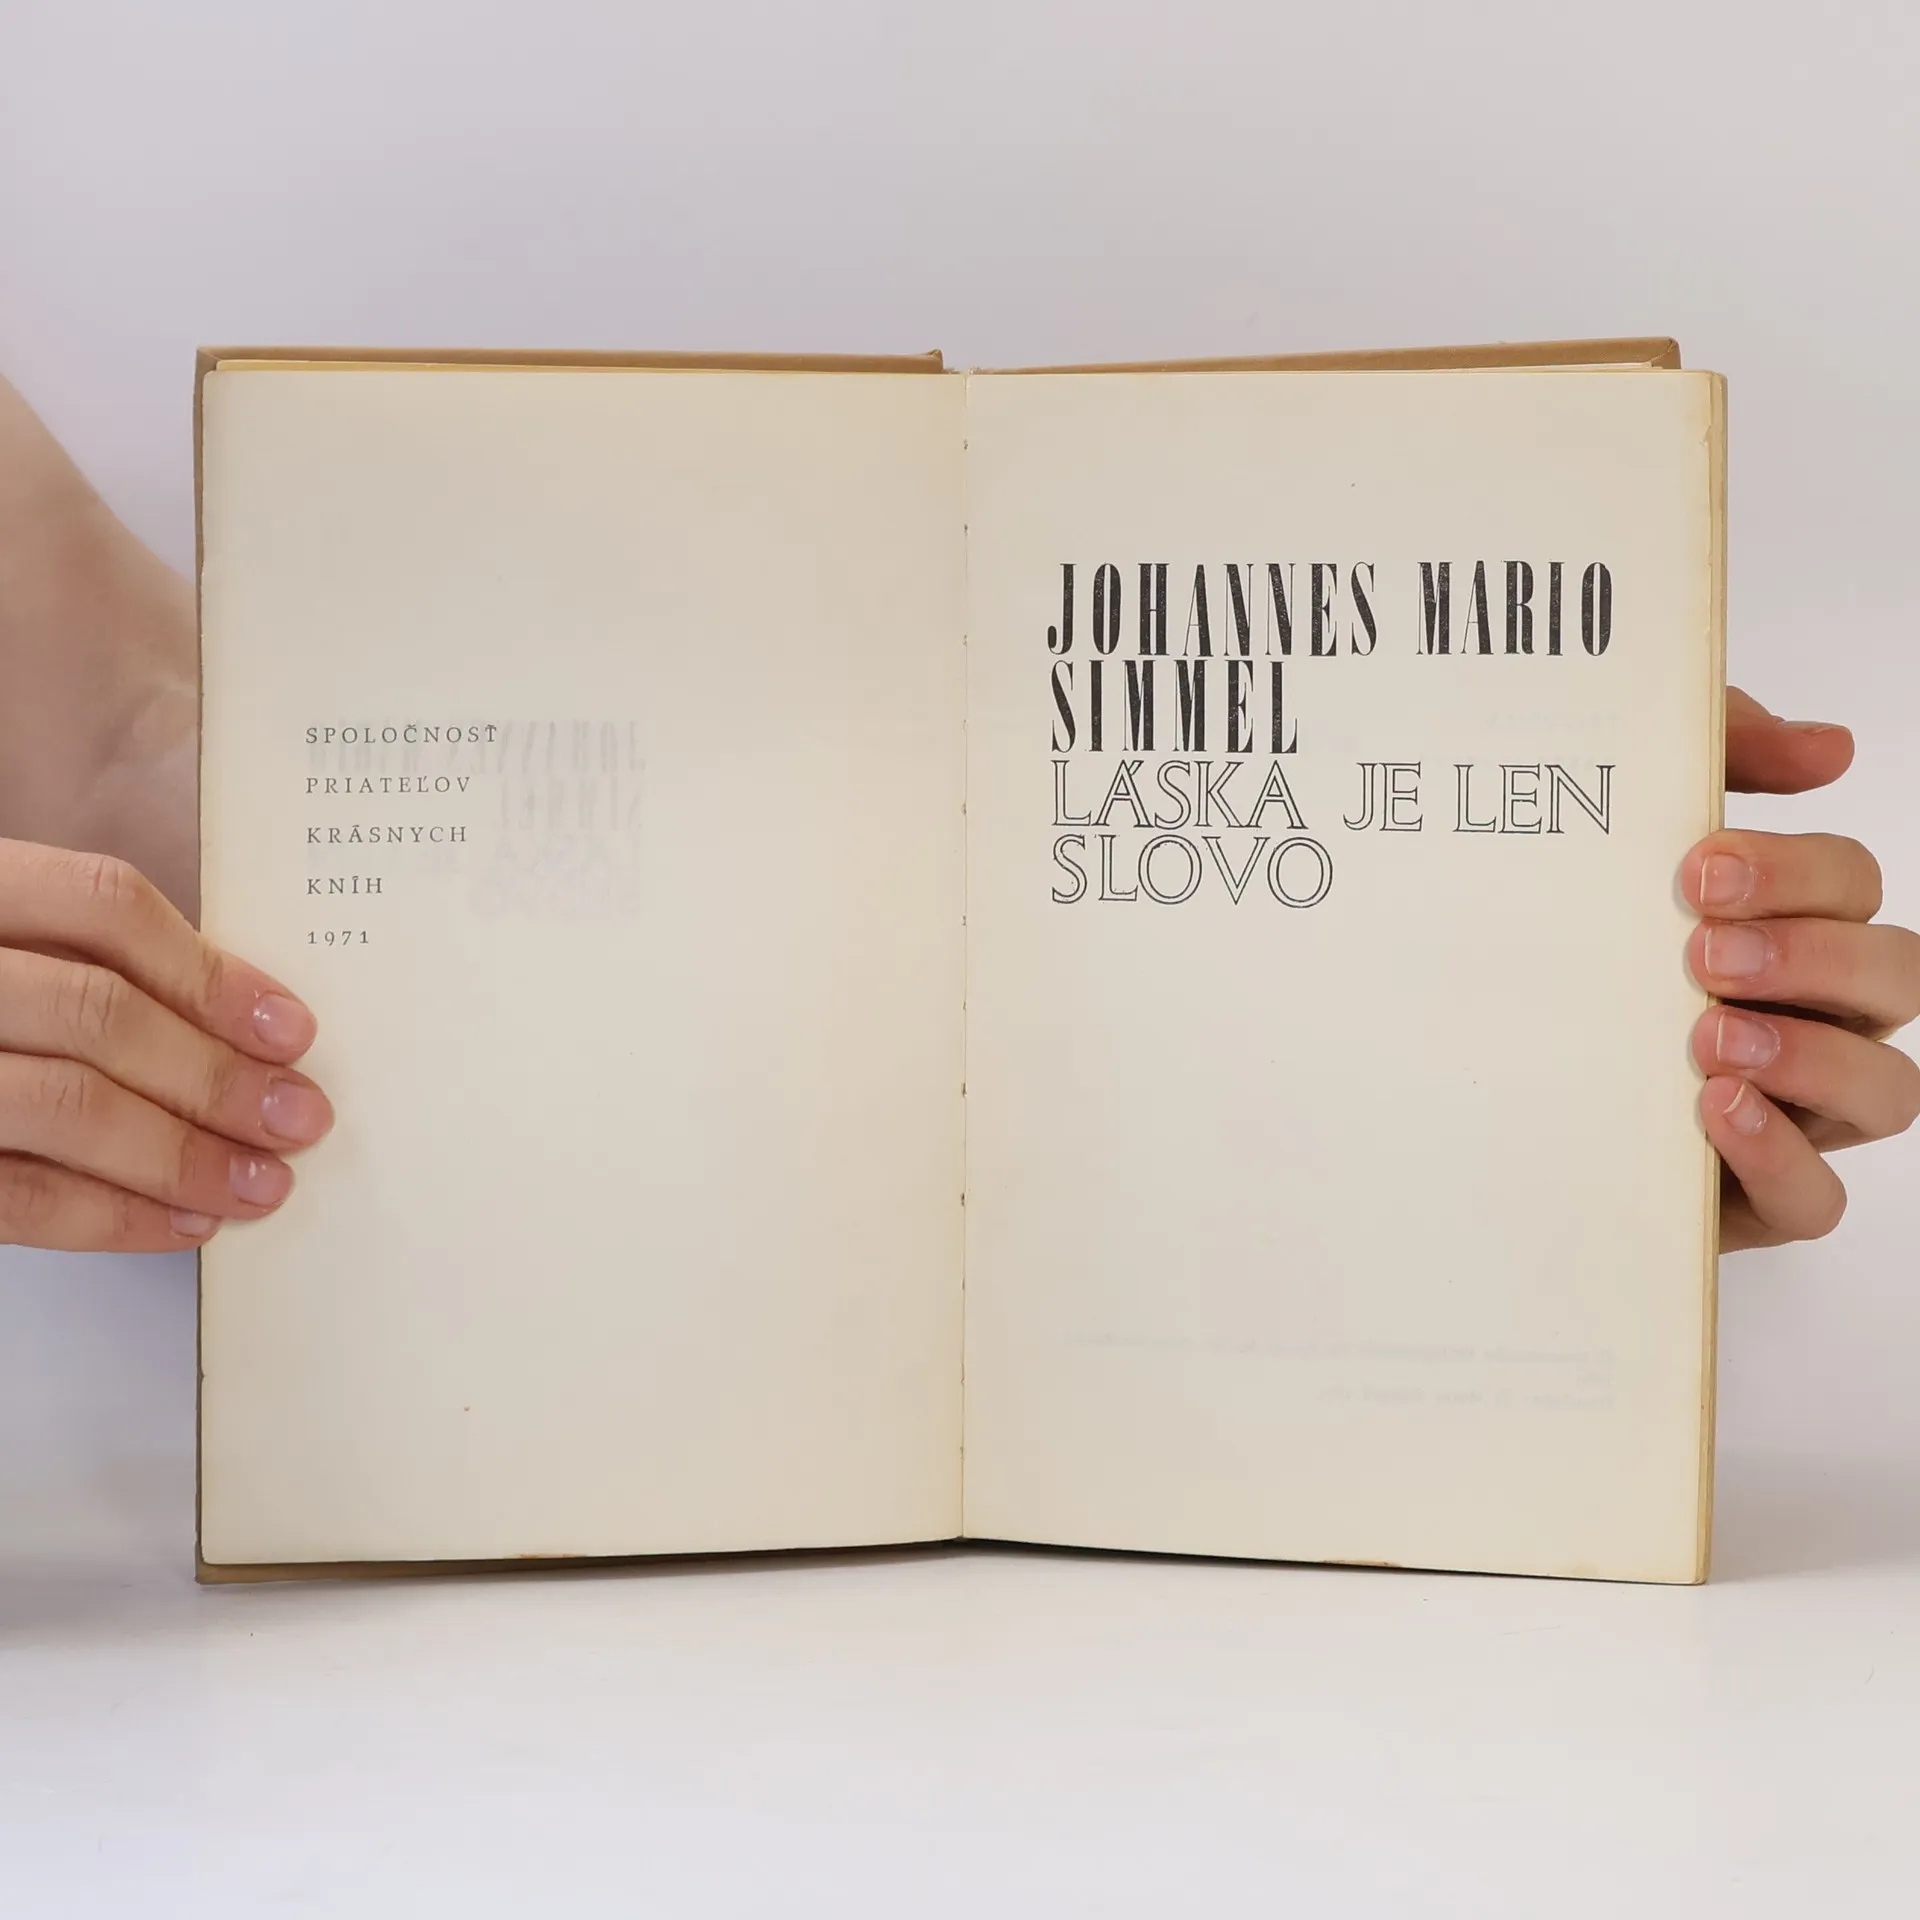 SPOLOČNOSŤ
PRIATEĽOV
KRÁSNYCH
KNÍH
1971
JOHANNES MARIO
SIMMEL
LÁSKA JE LEN
SLOVO